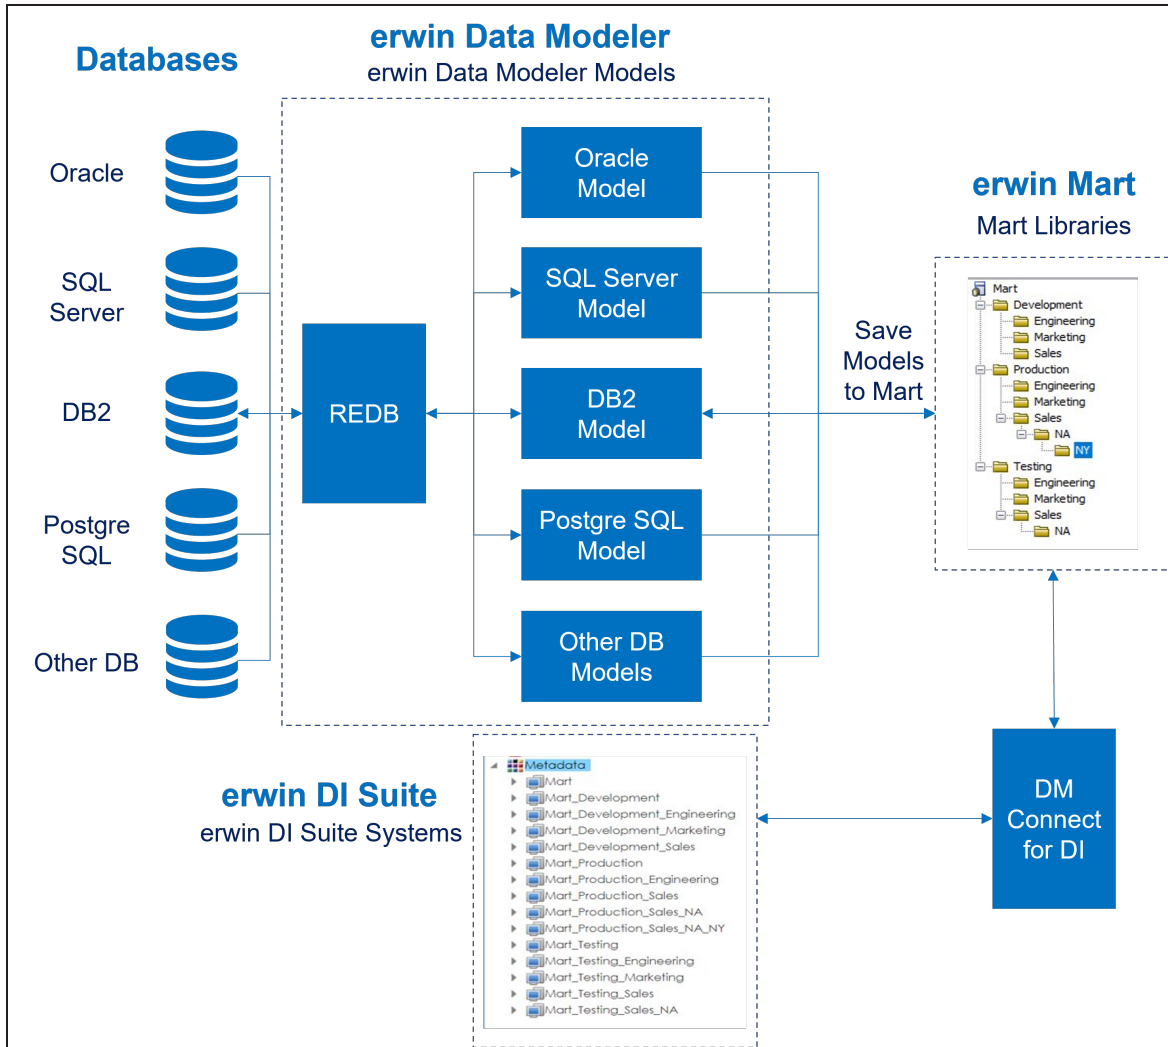 Databases
erwin Data Modeler
erwin Data Modeler Models
Oracle
SQL
Server
DB2
Postgre
SQL
Other DB
REDB
Oracle
Model
SQL Server
Model
DB2
Model
Postgre SQL
Model
Other DB
Models
Save
Models
to Mart
erwin Mart
Mart Libraries
Mart
Development
Engineering
Marketing
Sales
Production
Engineering
Marketing
Sales
NA
NY
Testing
Engineering
Marketing
Sales
NA
erwin DI Suite
erwin DI Suite Systems
Metadata
Mart
Mart_Development
Mart_Development_Engineering
Mart_Development_Marketing
Mart_Development_Sales
Mart_Production
Mart_Production_Engineering
Mart_Production_Sales
Mart_Production_Sales_NA
Mart_Production_Sales_NA_NY
Mart_Testing
Mart_Testing_Engineering
Mart_Testing_Marketing
Mart_Testing_Sales
Mart_Testing_Sales_NA
DM
Connect
for DI